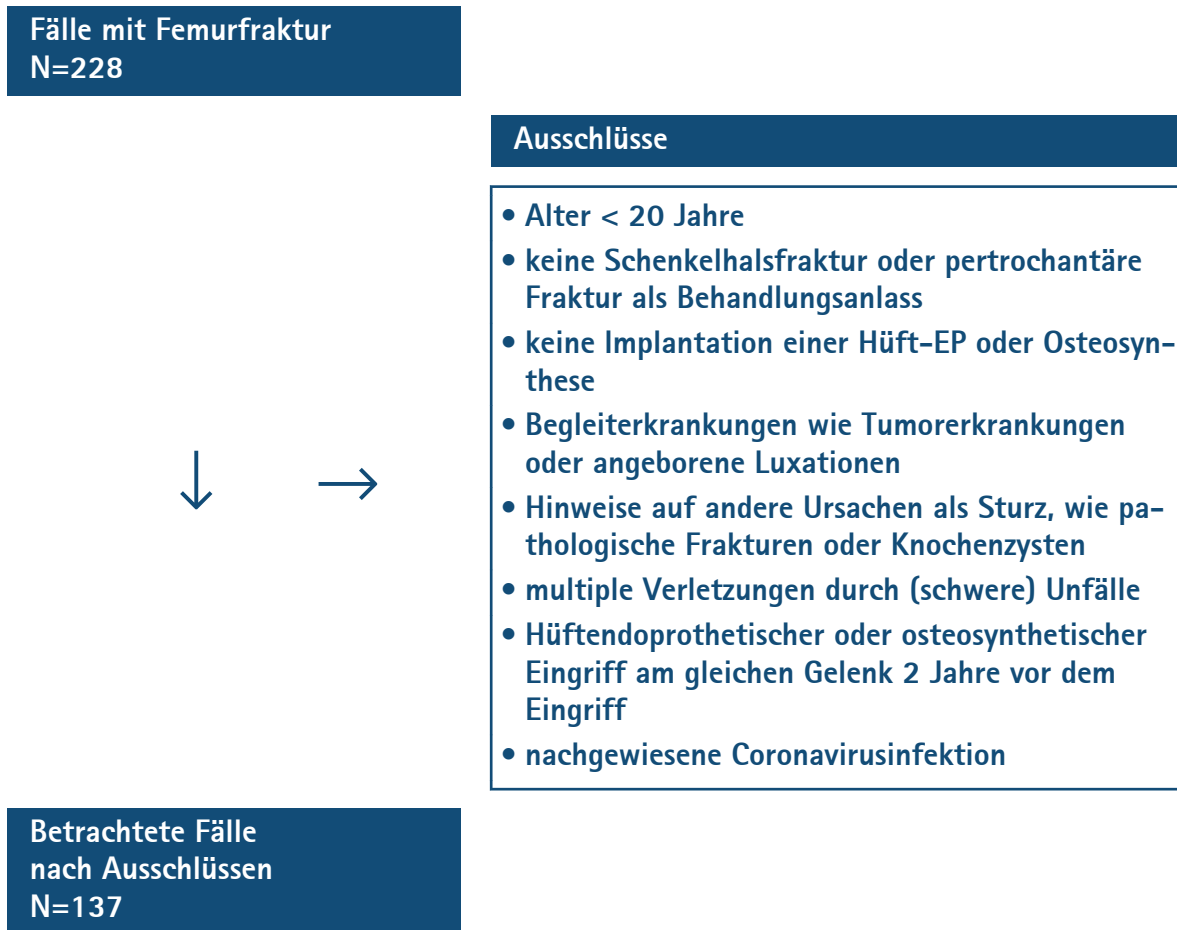 Fälle mit Femurfraktur
N=228
Ausschlüsse
• Alter < 20 Jahre
• keine Schenkelhalsfraktur oder pertrochantäre
Fraktur als Behandlungsanlass
• keine Implantation einer Hüft-EP oder Osteosyn-
these
• Begleiterkrankungen wie Tumorerkrankungen
oder angeborene Luxationen
• Hinweise auf andere Ursachen als Sturz, wie pa-
thologische Frakturen oder Knochenzysten
• multiple Verletzungen durch (schwere) Unfälle
• Hüftendoprothetischer oder osteosynthetischer
Eingriff am gleichen Gelenk 2 Jahre vor dem
Eingriff
• nachgewiesene Coronavirusinfektion
Betrachtete Fälle
nach Ausschlüssen
N=137